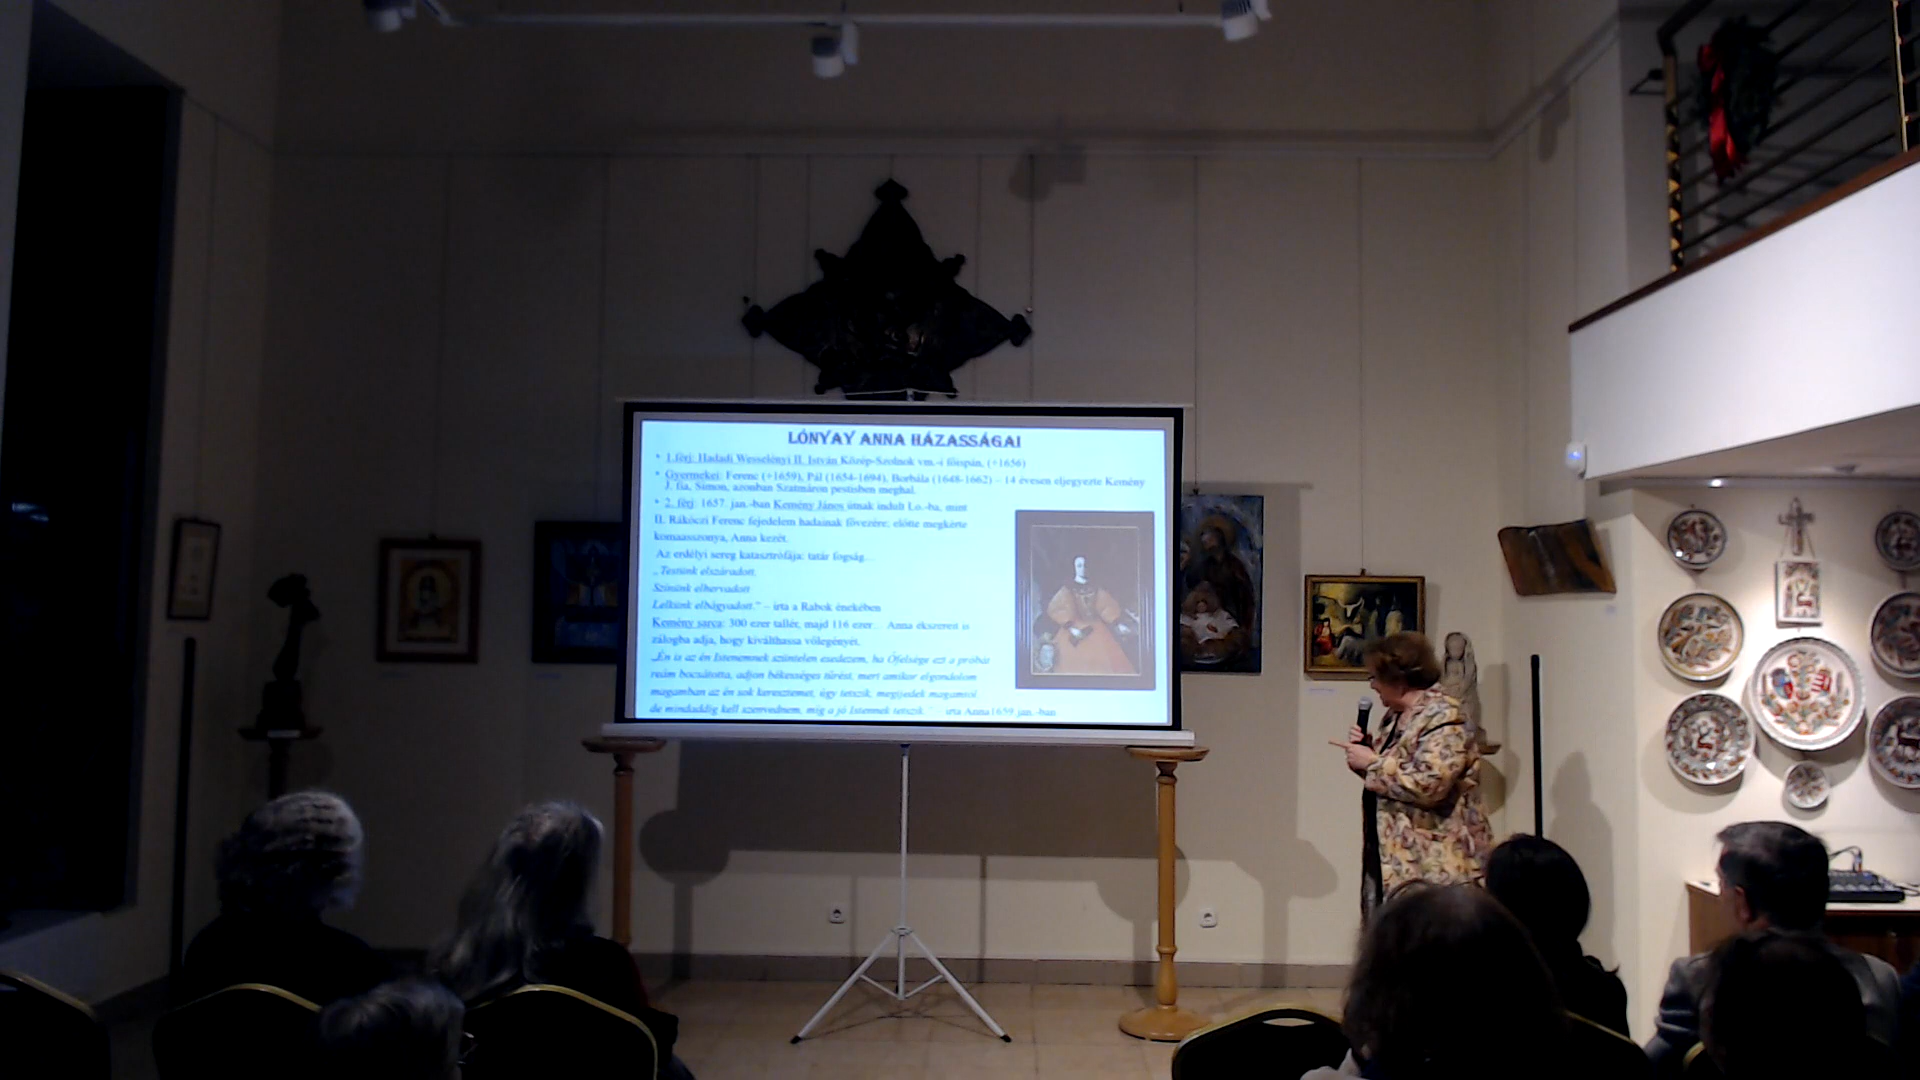 LÓNYAY ANNA HÁZASSÁGAI
• 1.férj: Hadadi Wesselényi II. István Közép-Szolnok vm.-i főispán, (+1656)
• Gyermekei: Ferenc (+1659), Pál (1654-1694), Borbála (1648-1662) – 14 évesen eljegyezte Kemény
J. fia, Simon, azonban Szatmáron pestisben meghal.
• 2. férj: 1657. jan.-ban Kemény János útnak indult Lo.-ba, mint
II. Rákóczi Ferenc fejedelem hadainak fővezére; előtte megkérte
komaasszonya, Anna kezét.
Az erdélyi sereg katasztrófája: tatár fogság…
„Testünk elszáradott,
Színünk elhervadott
Lelkünk elbágyadott.” – írta a Rabok énekében
Kemény sarca: 300 ezer tallér, majd 116 ezer… Anna ékszereit is
zálogba adja, hogy kiválthassa vőlegényét.
„Én is az én Istenemnek szüntelen esedezem, ha Őfelsége ezt a próbát
reám bocsátotta, adjon békességes tűrést, mert amikor elgondolom
magamban az én sok keresztemet, úgy tetszik, megijedek magamtól
de mindaddig kell szenvednem, míg a jó Istennek tetszik.” – írta Anna 1659 jan.-ban